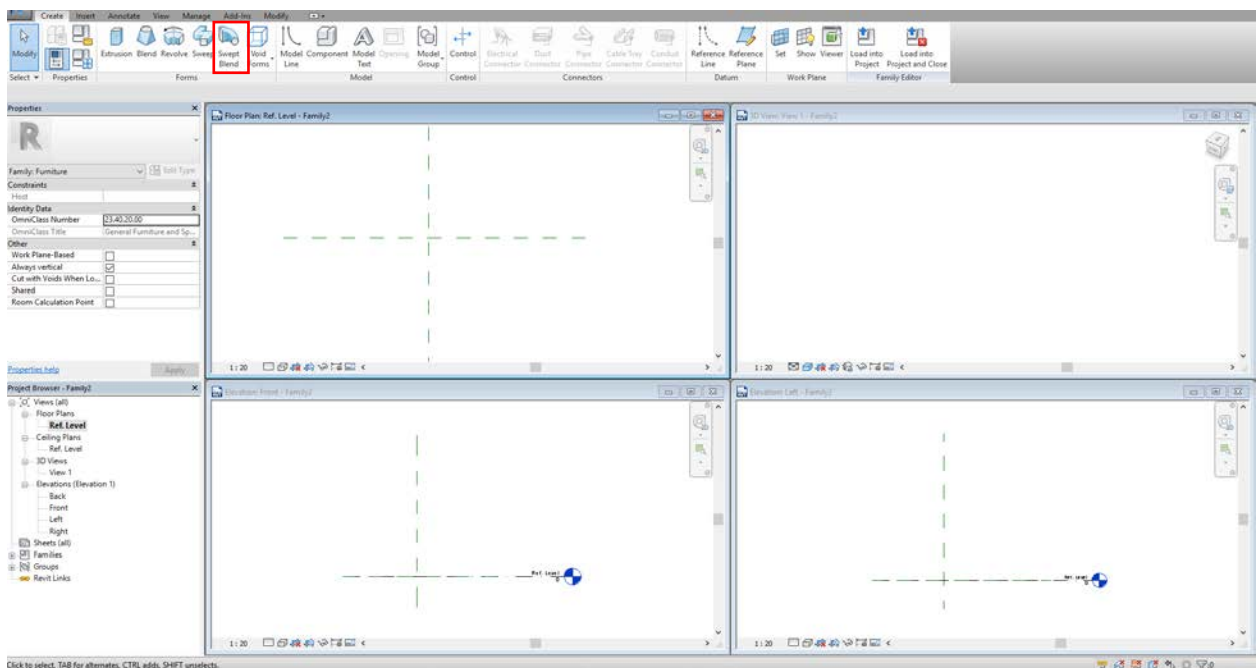 Create Insert Annotate View Manage Add-Ins Modify
Modify Extrusion Blend Revolve Sweep Swept Blend Void Forms Model Line Component Model Text Opening Model Group Control Electrical Connector Duct Connector Pipe Connector Cable Tray Connector Conduit Connector Reference Line Reference Plane Set Show Viewer Load into Project Load into Project and Close
Select Properties Forms Model Control Connectors Datum Work Plane Family Editor
Properties
R
Family: Furniture Edit Type
Constraints
Host
Identity Data
OmniClass Number 23.40.20.00
OmniClass Title General Furniture and Sp...
Other
Work Plane-Based
Always vertical
Cut with Voids When Lo...
Shared
Room Calculation Point
Properties help Apply
Project Browser - Family2
Views (all)
Floor Plans
Ref. Level
Ceiling Plans
Ref. Level
3D Views
View 1
Elevations (Elevation 1)
Back
Front
Left
Right
Sheets (all)
Families
Groups
Revit Links
Floor Plan: Ref. Level - Family2
1 : 20
3D View: View 1 - Family2
1 : 20
Elevation: Front - Family2
Ref. Level
0
1 : 20
Elevation: Left - Family2
Ref. Level
0
1 : 20
Click to select, TAB for alternates, CTRL adds, SHIFT unselects.
:0